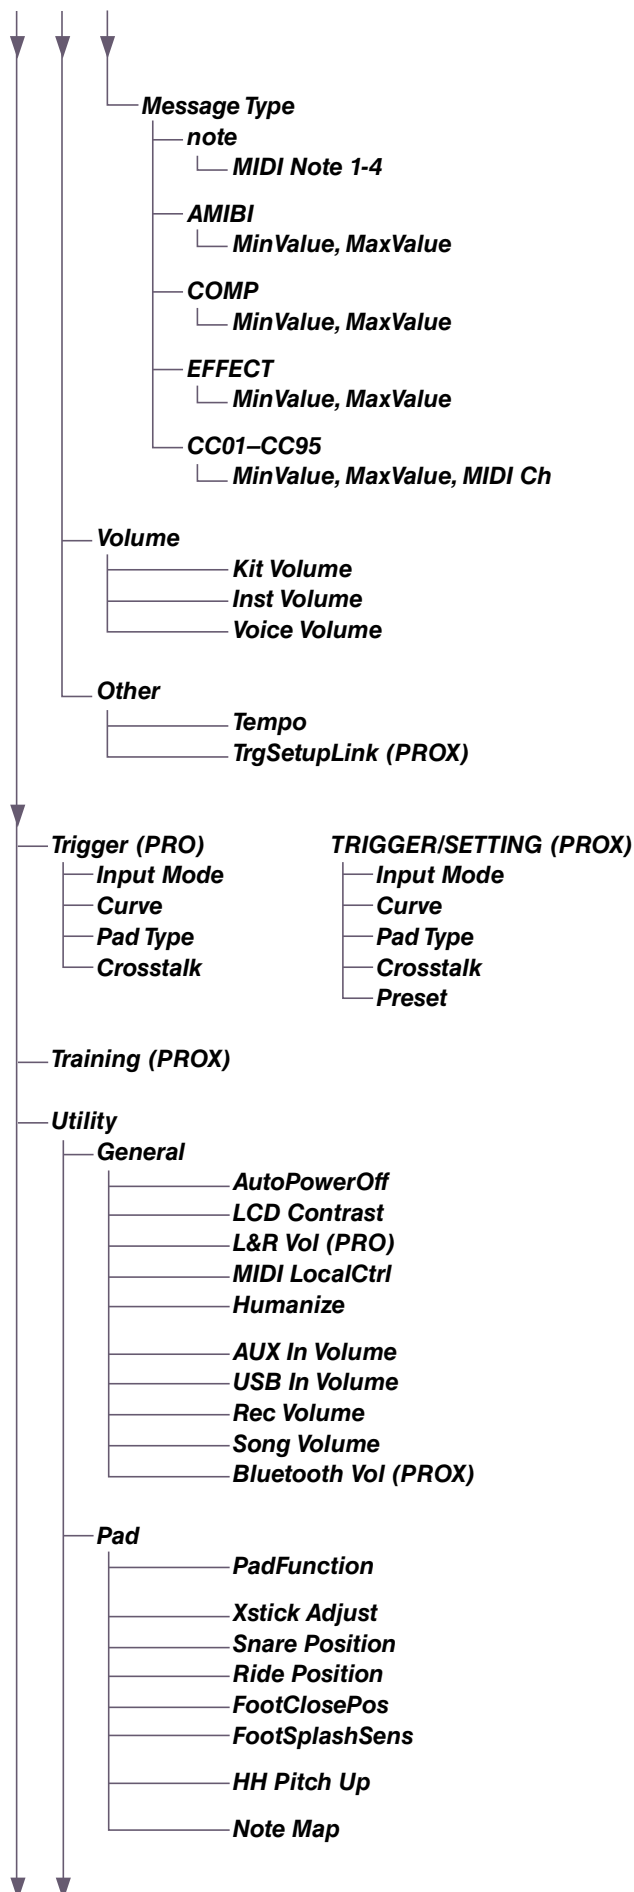 Message Type
note
MIDI Note 1-4
AMIBI
MinValue, MaxValue
COMP
MinValue, MaxValue
EFFECT
MinValue, MaxValue
CC01–CC95
MinValue, MaxValue, MIDI Ch
Volume
Kit Volume
Inst Volume
Voice Volume
Other
Tempo
TrgSetupLink (PROX)
Trigger (PRO)
Input Mode
Curve
Pad Type
Crosstalk
TRIGGER/SETTING (PROX)
Input Mode
Curve
Pad Type
Crosstalk
Preset
Training (PROX)
Utility
General
AutoPowerOff
LCD Contrast
L&R Vol (PRO)
MIDI LocalCtrl
Humanize
AUX In Volume
USB In Volume
Rec Volume
Song Volume
Bluetooth Vol (PROX)
Pad
PadFunction
Xstick Adjust
Snare Position
Ride Position
FootClosePos
FootSplashSens
HH Pitch Up
Note Map